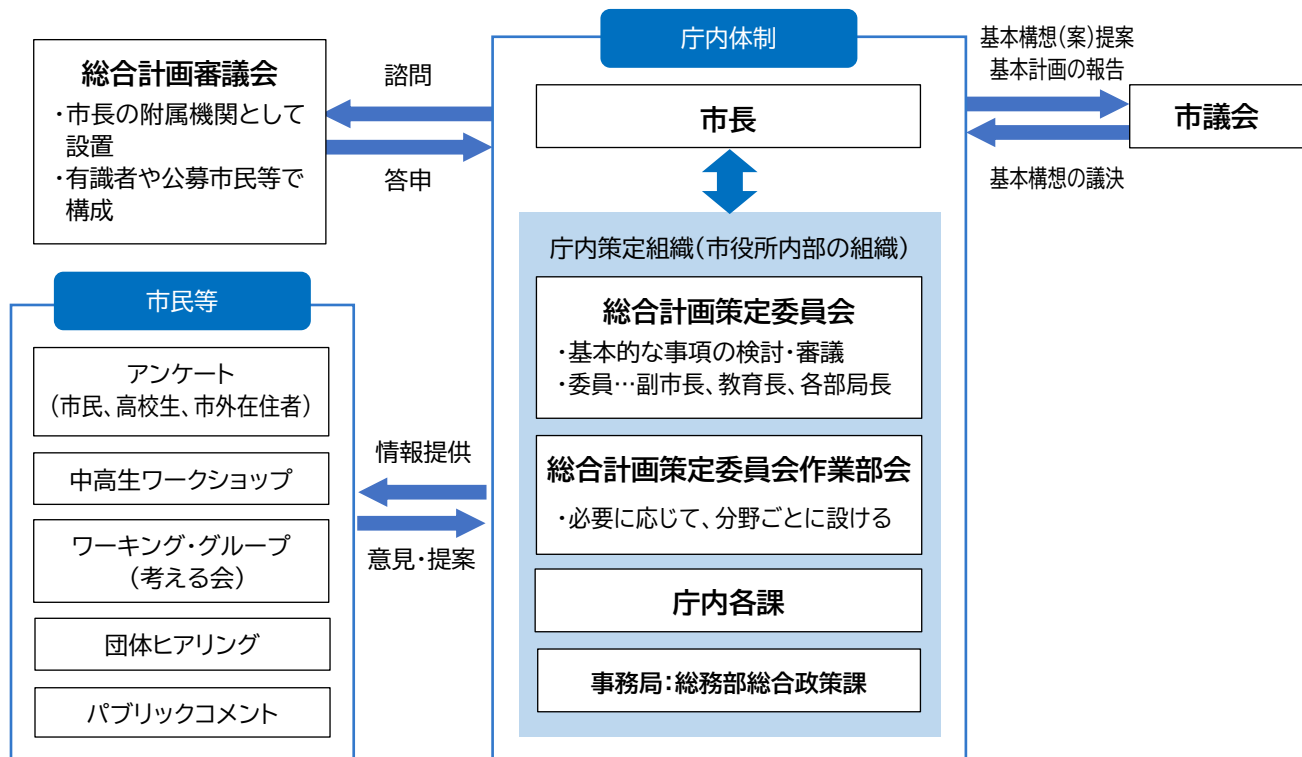 総合計画審議会
・市長の附属機関として
設置
・有識者や公募市民等で
構成
諮問
答申
庁内体制
市長
庁内策定組織(市役所内部の組織)
総合計画策定委員会
・基本的な事項の検討・審議
・委員…副市長、教育長、各部局長
総合計画策定委員会作業部会
・必要に応じて、分野ごとに設ける
庁内各課
事務局:総務部総合政策課
基本構想(案)提案
基本計画の報告
市議会
基本構想の議決
市民等
アンケート
(市民、高校生、市外在住者)
中高生ワークショップ
ワーキング・グループ
(考える会)
団体ヒアリング
パブリックコメント
情報提供
意見・提案